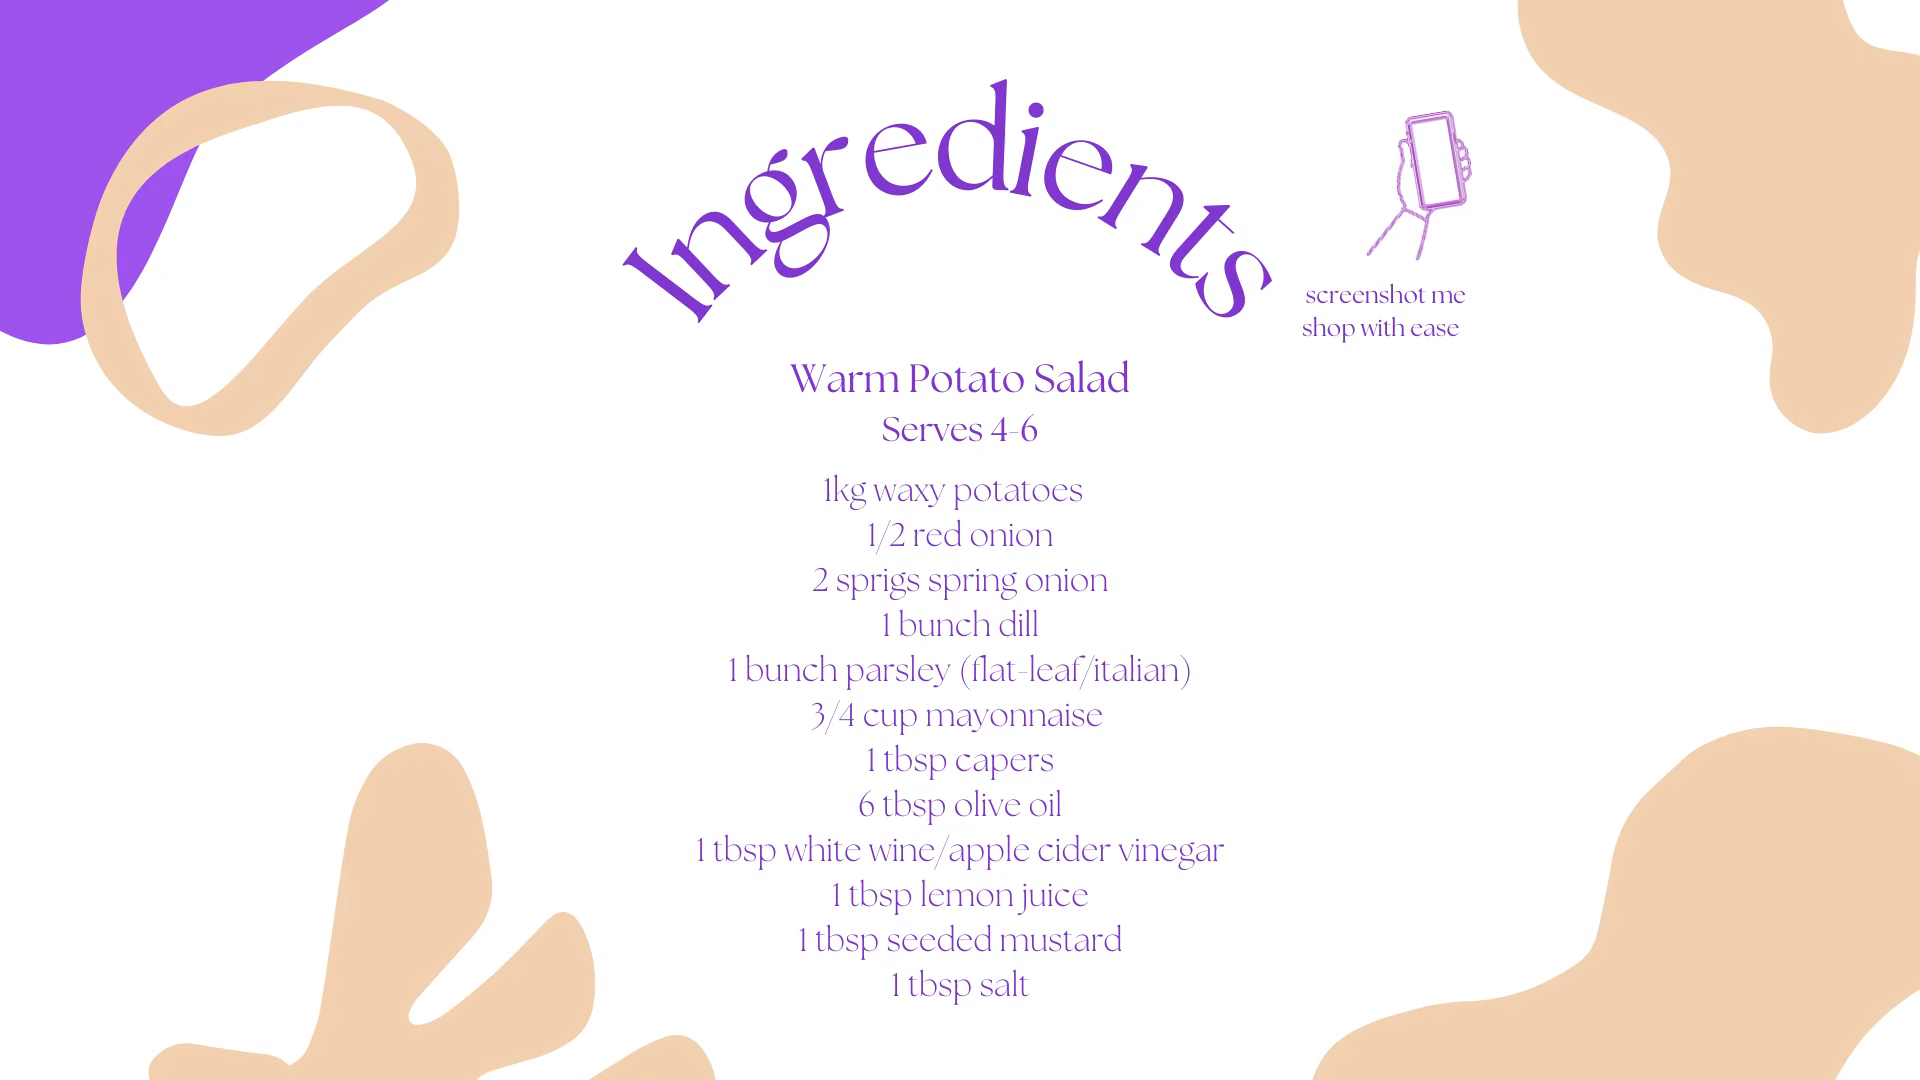 Ingredients
screenshot me
shop with ease
Warm Potato Salad
Serves 4-6
1kg waxy potatoes
1/2 red onion
2 sprigs spring onion
1 bunch dill
1 bunch parsley (flat-leaf/italian)
3/4 cup mayonnaise
1 tbsp capers
6 tbsp olive oil
1 tbsp white wine/apple cider vinegar
1 tbsp lemon juice
1 tbsp seeded mustard
1 tbsp salt